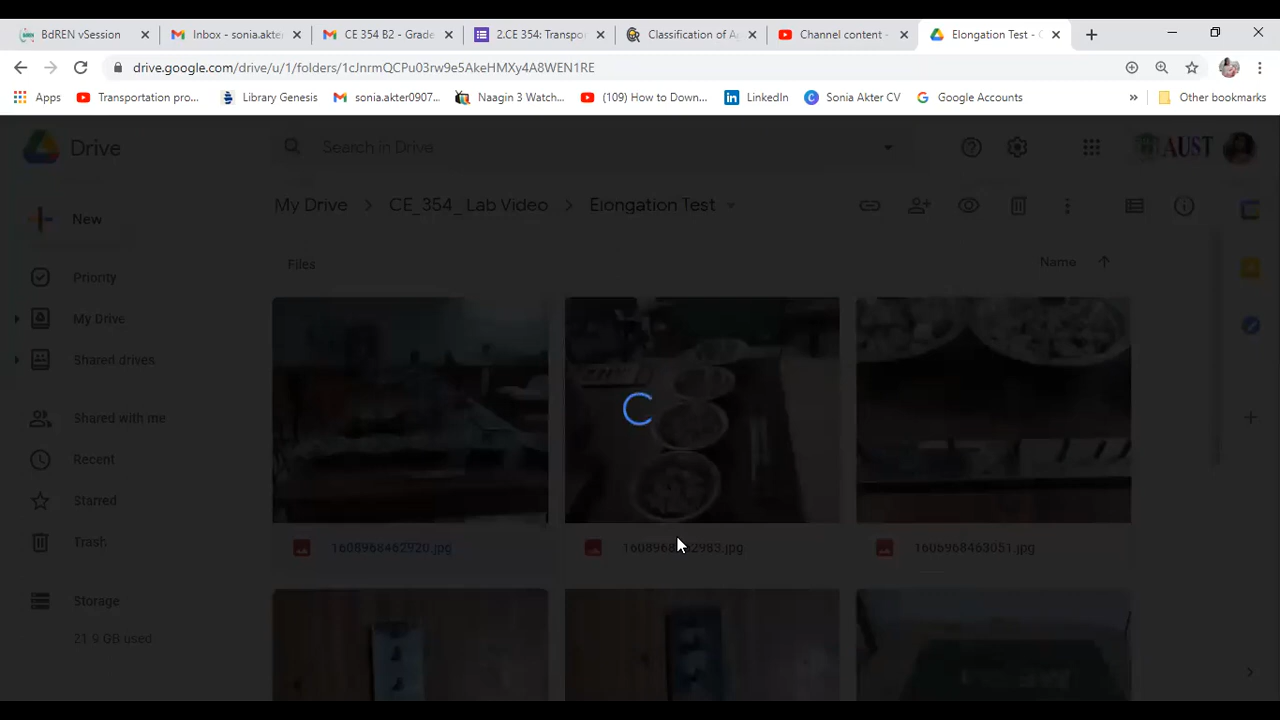 BdREN vSession
Inbox - sonia.akter
CE 354 B2 - Grade
2.CE 354: Transpo
Classification of A
Channel content -
Elongation Test - G
drive.google.com/drive/u/1/folders/1cJnrmQCPu03rw9e5AkeHMXy4A8WEN1RE
Apps
Transportation pro...
Library Genesis
sonia.akter0907...
Naagin 3 Watch...
(109) How to Down...
LinkedIn
Sonia Akter CV
Google Accounts
»
Other bookmarks
Drive
Search in Drive
AUST
New
My Drive > CE_354_ Lab Video > Elongation Test
Priority
My Drive
Shared drives
Shared with me
Recent
Starred
Trash
Storage
21.9 GB used
Files
Name
1608968462920.jpg
1608968463051.jpg